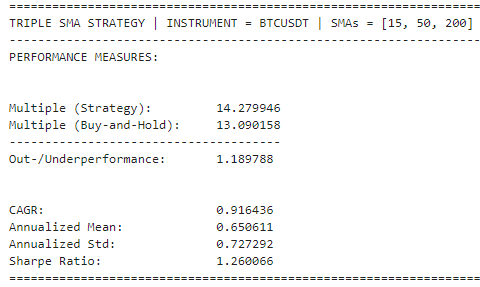 ================================================================================
TRIPLE SMA STRATEGY | INSTRUMENT = BTCUSDT | SMAs = [15, 50, 200]
--------------------------------------------------------------------------------
PERFORMANCE MEASURES:
Multiple (Strategy): 14.279946
Multiple (Buy-and-Hold): 13.090158
--------------------------------------
Out-/Underperformance: 1.189788
CAGR: 0.916436
Annualized Mean: 0.650611
Annualized Std: 0.727292
Sharpe Ratio: 1.260066
================================================================================